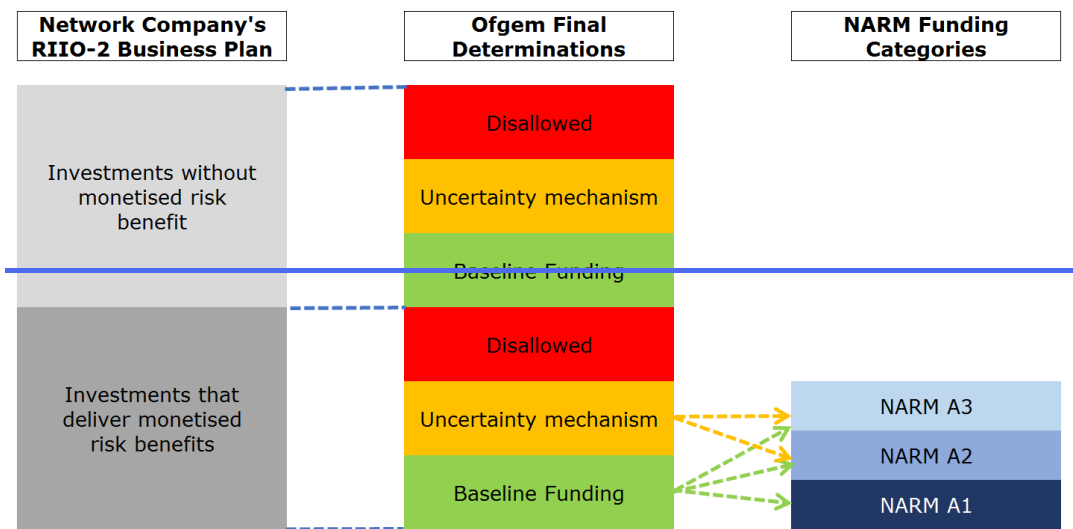 Network Company's
RIIO-2 Business Plan
Ofgem Final
Determinations
NARM Funding
Categories
Investments without
monetised risk
benefit
Disallowed
Uncertainty mechanism
Baseline Funding
Investments that
deliver monetised
risk benefits
Disallowed
Uncertainty mechanism
Baseline Funding
NARM A3
NARM A2
NARM A1